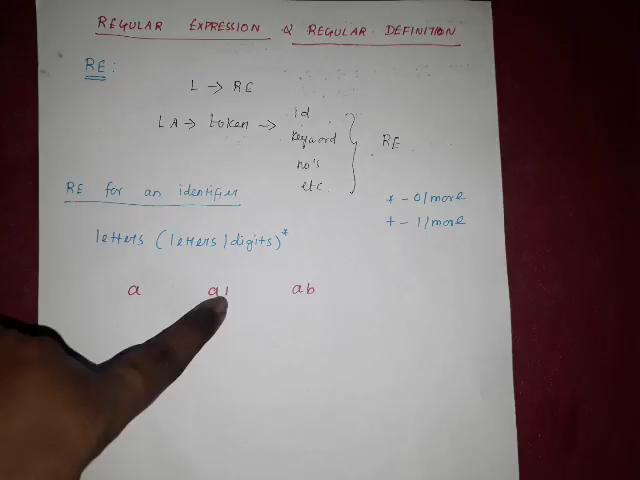 REGULAR EXPRESSION & REGULAR DEFINITION
RE:
L → RE
LA → token → id
keyword
no's
etc.
RE
RE for an identifier
* - 0/more
+ - 1/more
letters (letters/digits)*
a a1 ab